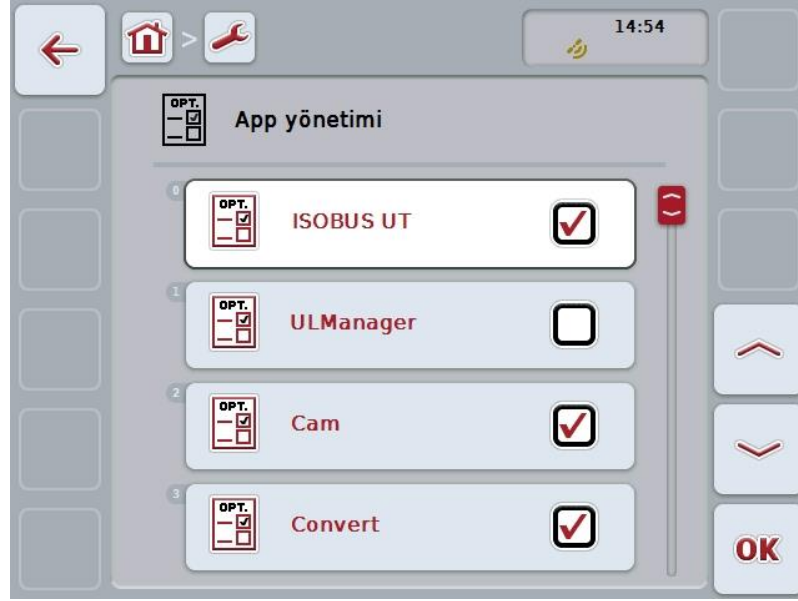 >
14:54
OPT.
App yönetimi
0
OPT.
ISOBUS UT
1
OPT.
ULManager
2
OPT.
Cam
3
OPT.
Convert
OK